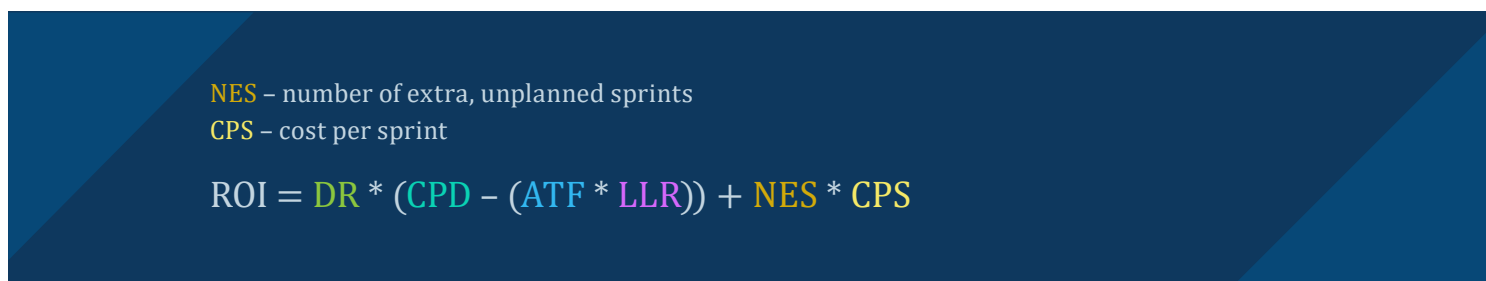 NES – number of extra, unplanned sprints
CPS – cost per sprint
ROI = DR * (CPD – (ATF * LLR)) + NES * CPS